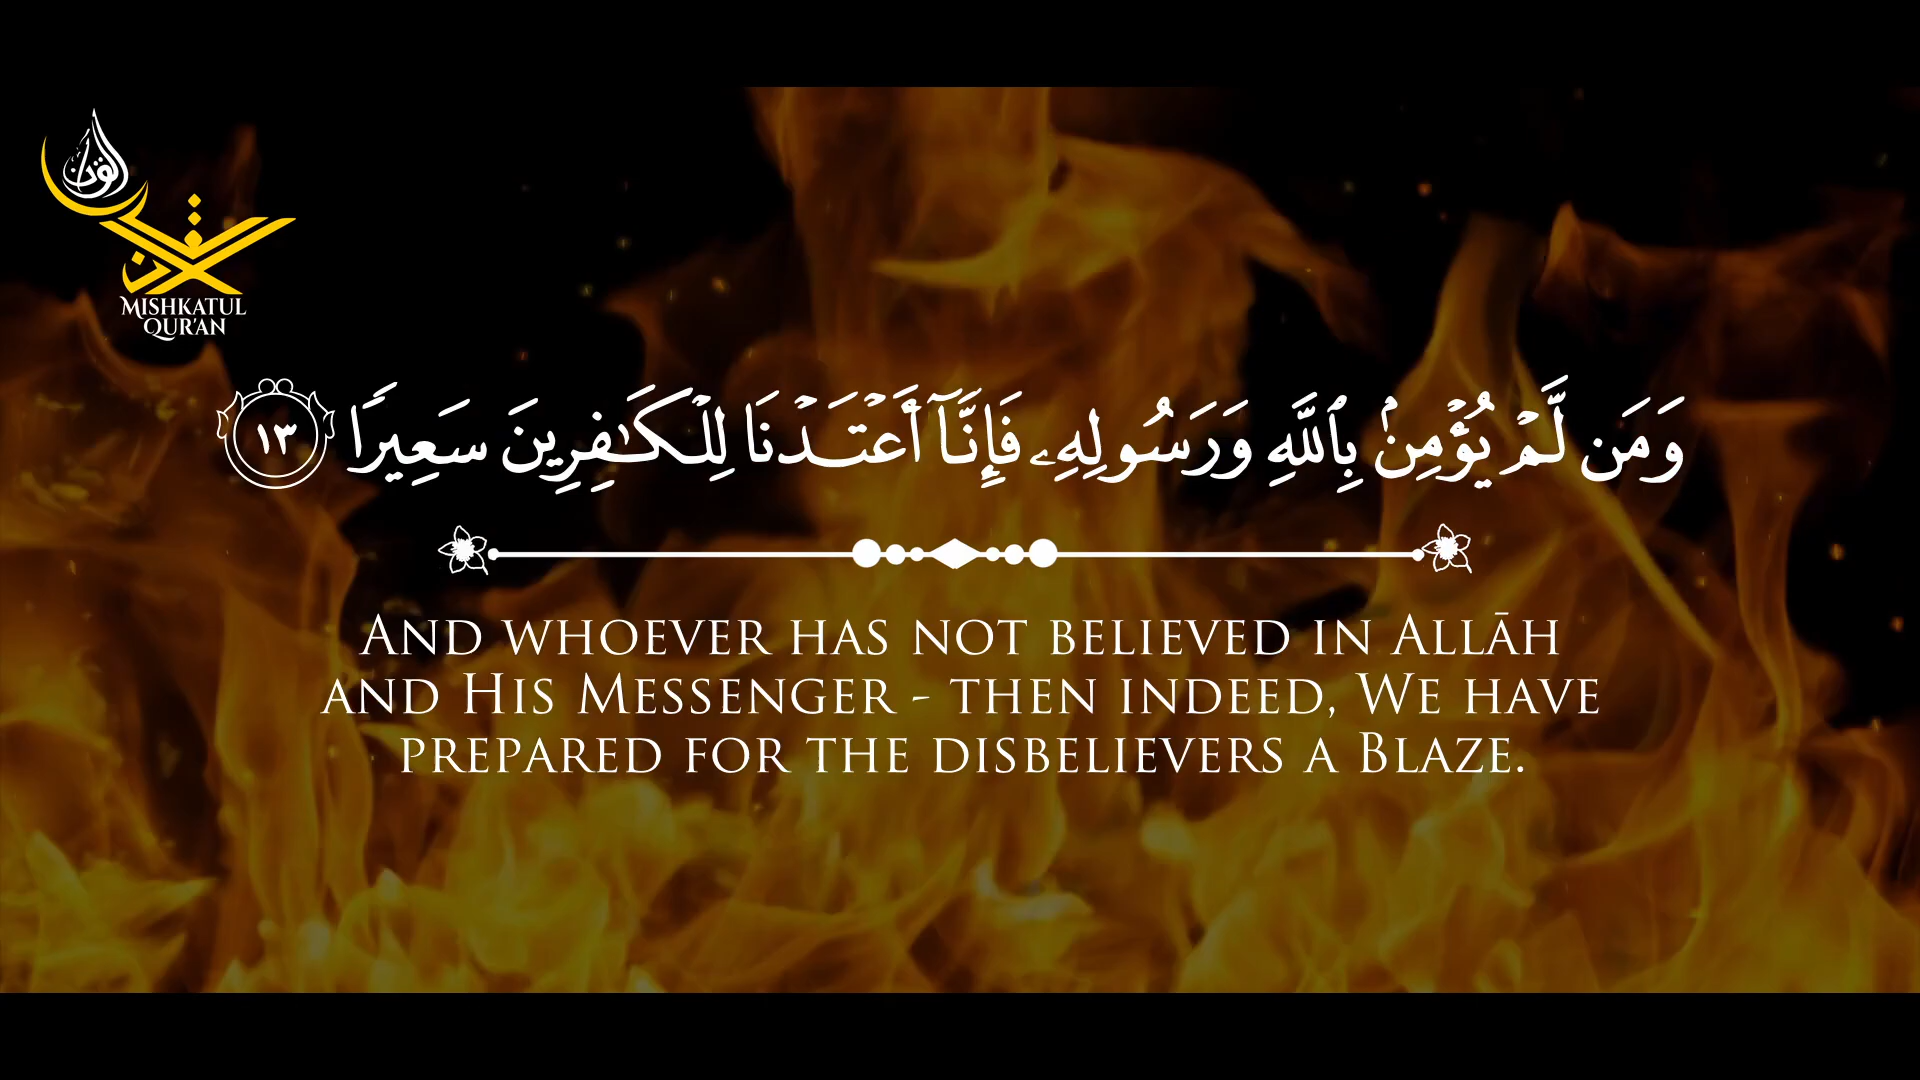 القرآن
MISHKATUL
QUR'AN
وَمَن لَّمْ يُؤْمِنۢ بِٱللَّهِ وَرَسُولِهِۦ فَإِنَّآ أَعْتَدْنَا لِلْكَـٰفِرِينَ سَعِيرًا ١٣
AND WHOEVER HAS NOT BELIEVED IN ALLĀH
AND HIS MESSENGER - THEN INDEED, WE HAVE
PREPARED FOR THE DISBELIEVERS A BLAZE.